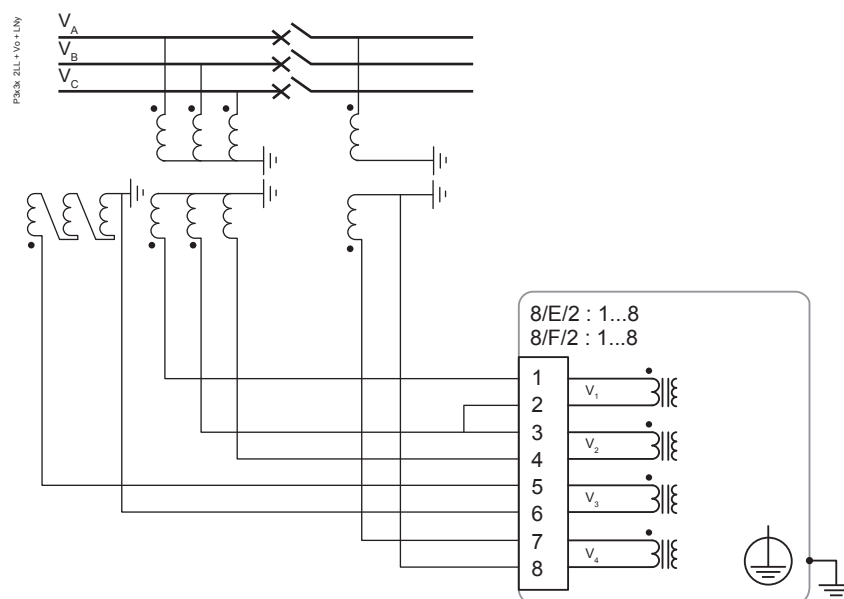 P3x3x 2LL + Vo + LNy
VA
VB
VC
8/E/2 : 1...8
8/F/2 : 1...8
1
2
3
4
5
6
7
8
V1
V2
V3
V4